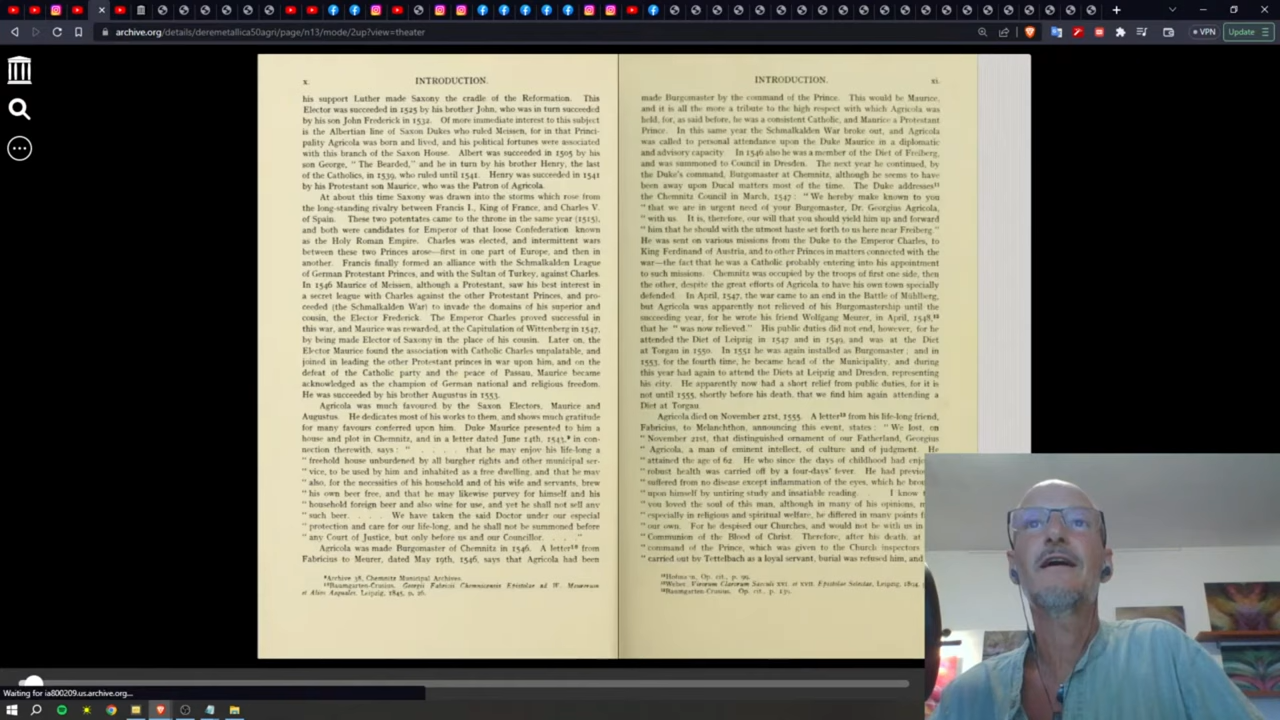 archive.org/details/deremetallica50agri/page/n13/mode/2up?view=theater
VPN
Update
x.
INTRODUCTION.
his support Luther made Saxony the cradle of the Reformation. This
Elector was succeeded in 1525 by his brother John, who was in turn succeeded
by his son John Frederick in 1532. Of more immediate interest to this subject
is the Albertian line of Saxon Dukes who ruled Meissen, for in that Princi-
pality Agricola was born and lived, and his political fortunes were associated
with this branch of the Saxon House. Albert was succeeded in 1505 by his
son George, " The Bearded," and he in turn by his brother Henry, the last
of the Catholics, in 1539, who ruled until 1541. Henry was succeeded in 1541
by his Protestant son Maurice, who was the Patron of Agricola.
At about this time Saxony was drawn into the storms which rose from
the long-standing rivalry between Francis I., King of France, and Charles V.
of Spain. These two potentates came to the throne in the same year (1515),
and both were candidates for Emperor of that loose Confederation known
as the Holy Roman Empire. Charles was elected, and intermittent wars
between these two Princes arose—first in one part of Europe, and then in
another. Francis finally formed an alliance with the Schmalkalden League
of German Protestant Princes, and with the Sultan of Turkey, against Charles.
In 1546 Maurice of Meissen, although a Protestant, saw his best interest in
a secret league with Charles against the other Protestant Princes, and pro-
ceeded (the Schmalkalden War) to invade the domains of his superior and
cousin, the Elector Frederick. The Emperor Charles proved successful in
this war, and Maurice was rewarded, at the Capitulation of Wittenberg in 1547,
by being made Elector of Saxony in the place of his cousin. Later on, the
Elector Maurice found the association with Catholic Charles unpalatable, and
joined in leading the other Protestant princes in war upon him, and on the
defeat of the Catholic party and the peace of Passau, Maurice became
acknowledged as the champion of German national and religious freedom.
He was succeeded by his brother Augustus in 1553.
Agricola was much favoured by the Saxon Electors, Maurice and
Augustus. He dedicates most of his works to them, and shows much gratitude
for many favours conferred upon him. Duke Maurice presented to him a
house and plot in Chemnitz, and in a letter dated June 14th, 1543,⁹ in con-
nection therewith, says : " . . . . that he may enjoy his life-long a
" freehold house unburdened by all burgher rights and other municipal ser-
" vice, to be used by him and inhabited as a free dwelling, and that he may
" also, for the necessities of his household and of his wife and servants, brew
" his own beer free, and that he may likewise purvey for himself and his
" household foreign beer and also wine for use, and yet he shall not sell any
" such beer. . . . . We have taken the said Doctor under our especial
" protection and care for our life-long, and he shall not be summoned before
" any Court of Justice, but only before us and our Councillor. . . . ."
Agricola was made Burgomaster of Chemnitz in 1546. A letter¹⁰ from
Fabricius to Meurer, dated May 19th, 1546, says that Agricola had been
⁹Archive 38, Chemnitz Municipal Archives.
¹⁰Baumgarten-Crusius, Georgii Fabricii Chemnicensis Epistolae ad W. Meurerum
et Alios Aequales, Leipzig, 1845, p. 26.
INTRODUCTION.
xi.
made Burgomaster by the command of the Prince. This would be Maurice,
and it is all the more a tribute to the high respect with which Agricola was
held, for, as said before, he was a consistent Catholic, and Maurice a Protestant
Prince. In this same year the Schmalkalden War broke out, and Agricola
was called to personal attendance upon the Duke Maurice in a diplomatic
and advisory capacity. In 1546 also he was a member of the Diet of Freiberg,
and was summoned to Council in Dresden. The next year he continued, by
the Duke's command, Burgomaster at Chemnitz, although he seems to have
been away upon Ducal matters most of the time. The Duke addresses¹¹
the Chemnitz Council in March, 1547 : " We hereby make known to you
" that we are in urgent need of your Burgomaster, Dr. Georgius Agricola,
" with us. It is, therefore, our will that you should yield him up and forward
" him that he should with the utmost haste set forth to us here near Freiberg."
He was sent on various missions from the Duke to the Emperor Charles, to
King Ferdinand of Austria, and to other Princes in matters connected with the
war—the fact that he was a Catholic probably entering into his appointment
to such missions. Chemnitz was occupied by the troops of first one side, then
the other, despite the great efforts of Agricola to have his own town specially
defended. In April, 1547, the war came to an end in the Battle of Mühlberg,
but Agricola was apparently not relieved of his Burgomastership until the
succeeding year, for he wrote his friend Wolfgang Meurer, in April, 1548,¹²
that he " was now relieved." His public duties did not end, however, for he
attended the Diet of Leipzig in 1547 and in 1549, and was at the Diet
at Torgau in 1550. In 1551 he was again installed as Burgomaster ; and in
1553, for the fourth time, he became head of the Municipality, and during
this year had again to attend the Diets at Leipzig and Dresden, representing
his city. He apparently now had a short relief from public duties, for it is
not until 1555, shortly before his death, that we find him again attending a
Diet at Torgau.
Agricola died on November 21st, 1555. A letter¹³ from his life-long friend,
Fabricius, to Melanchthon, announcing this event, states : " We lost, on
" November 21st, that distinguished ornament of our Fatherland, Georgius
" Agricola, a man of eminent intellect, of culture and of judgment. He
" attained the age of 62. He who since the days of childhood had
" robust health was carried off by a four-days' fever. He had
" suffered from no disease except inflammation of the eyes, which he
" upon himself by untiring study and insatiable reading. . I know
" you loved the soul of this man, although in many of his opinions,
" especially in religious and spiritual welfare, he differed in many points
" our own. For he despised our Churches, and would not be with us in
" Communion of the Blood of Christ. Therefore, after his death, at
" command of the Prince, which was given to the Church inspectors
" carried out by Tettelbach as a loyal servant, burial was refused him, and
Op. cit., p. 99.
¹²Weber, Virorum Clarorum Saeculi XVI. et XVII. Epistolae Selectae, Leipzig, 1894,
¹³Baumgarten-Crusius. Op. cit., p. 139.
Waiting for ia800209.us.archive.org...